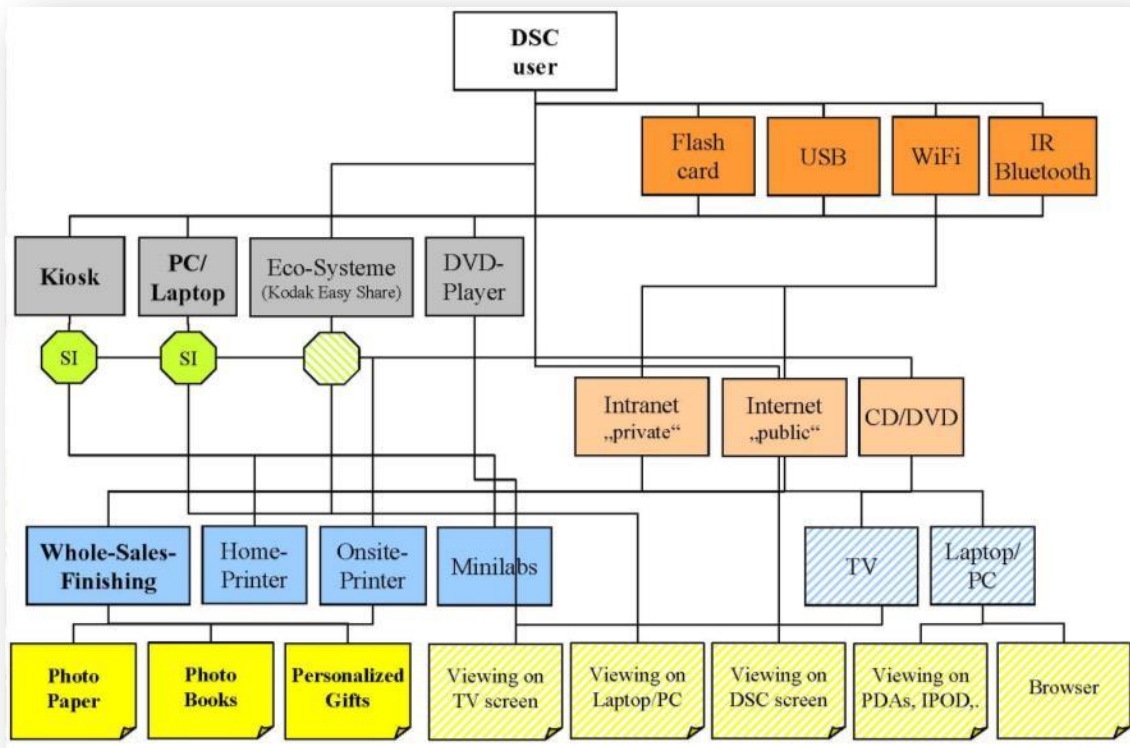 DSC
user
Flash
card
USB
WiFi
IR
Bluetooth
Kiosk
PC/
Laptop
Eco-Systeme
(Kodak Easy Share)
DVD-
Player
SI
SI
Intranet
„private“
Internet
„public“
CD/DVD
Whole-Sales-
Finishing
Home-
Printer
Onsite-
Printer
Minilabs
TV
Laptop/
PC
Photo
Paper
Photo
Books
Personalized
Gifts
Viewing on
TV screen
Viewing on
Laptop/PC
Viewing on
DSC screen
Viewing on
PDAs, IPOD,.
Browser